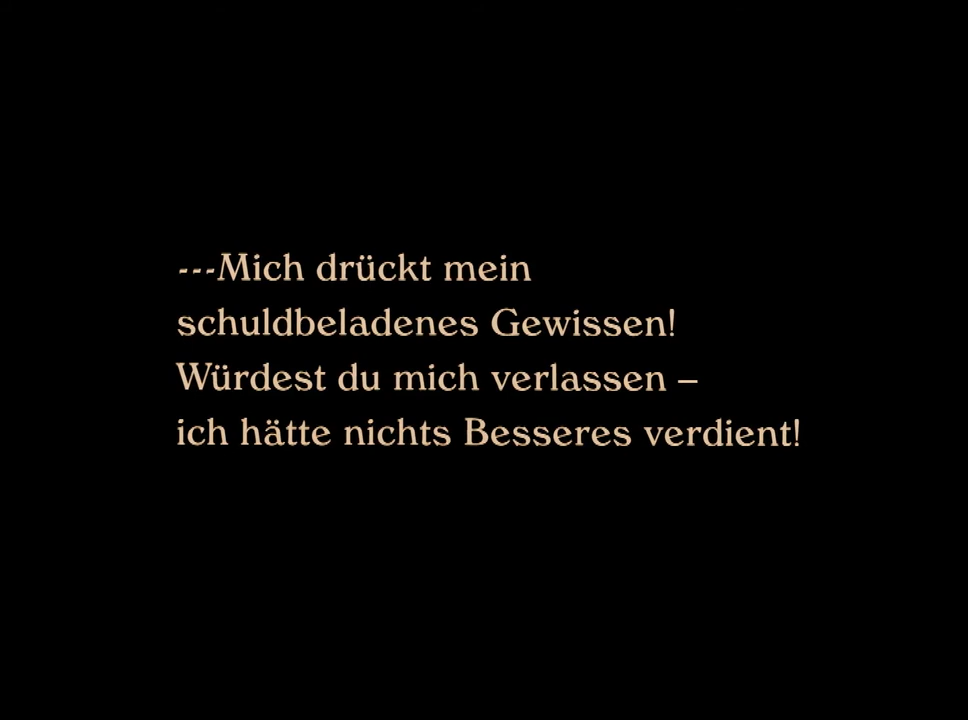 ---Mich drückt mein
schuldbeladenes Gewissen!
Würdest du mich verlassen –
ich hätte nichts Besseres verdient!